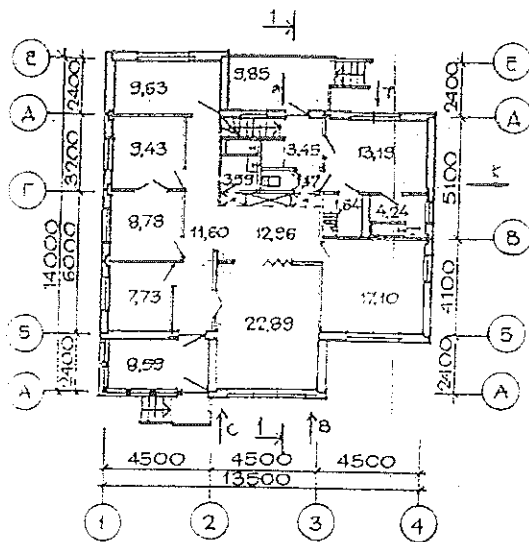 1
Е 9,85 Е
9,63
2400 2400
Д Д
9,43 3,45 13,19
3200 3,99 5100 К
Г 1,64 4,24
8,78 11,60 12,96 В
14000 6000
7,73 17,10 4100
22,89
Б Б
8,59
2400 2400
А А
С 1 В
4500 4500 4500
13500
1 2 3 4